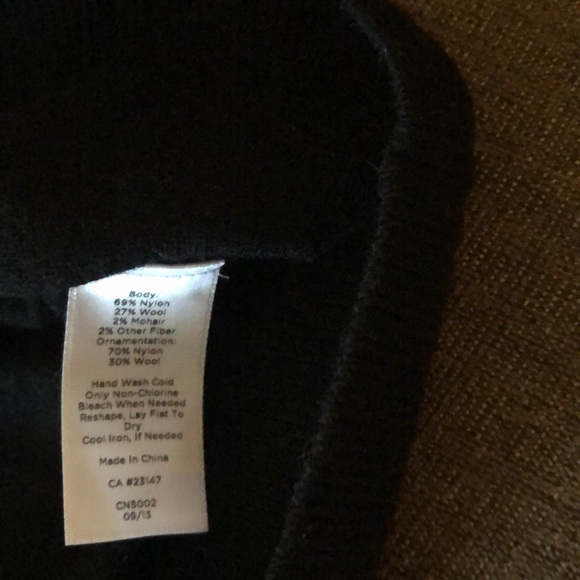 Body:
69% Nylon
27% Wool
2% Mohair
2% Other Fiber
Ornamentation:
70% Nylon
30% Wool
Hand Wash Cold
Only Non-Chlorine
Bleach When Needed
Reshape, Lay Flat To
Dry
Cool Iron, If Needed
Made In China
CA #23147
CN5002
09/15